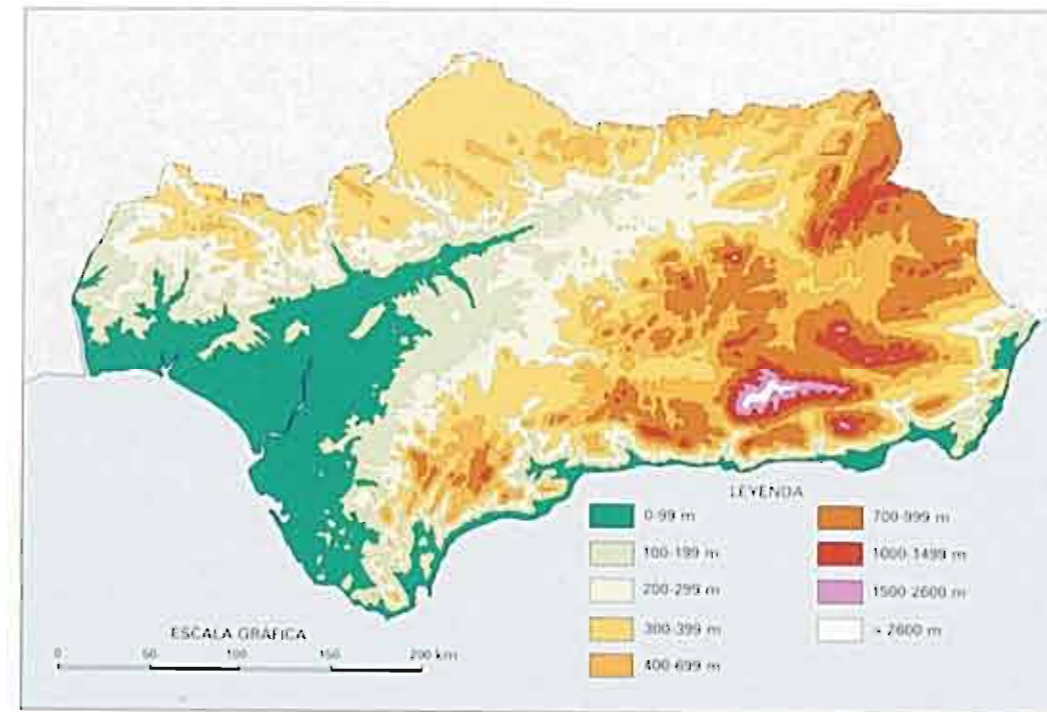 LEYENDA
0-99 m
100-199 m
200-299 m
300-399 m
400-699 m
700-999 m
1000-1499 m
1500-2600 m
> 2600 m
ESCALA GRÁFICA
0 50 100 150 200 km